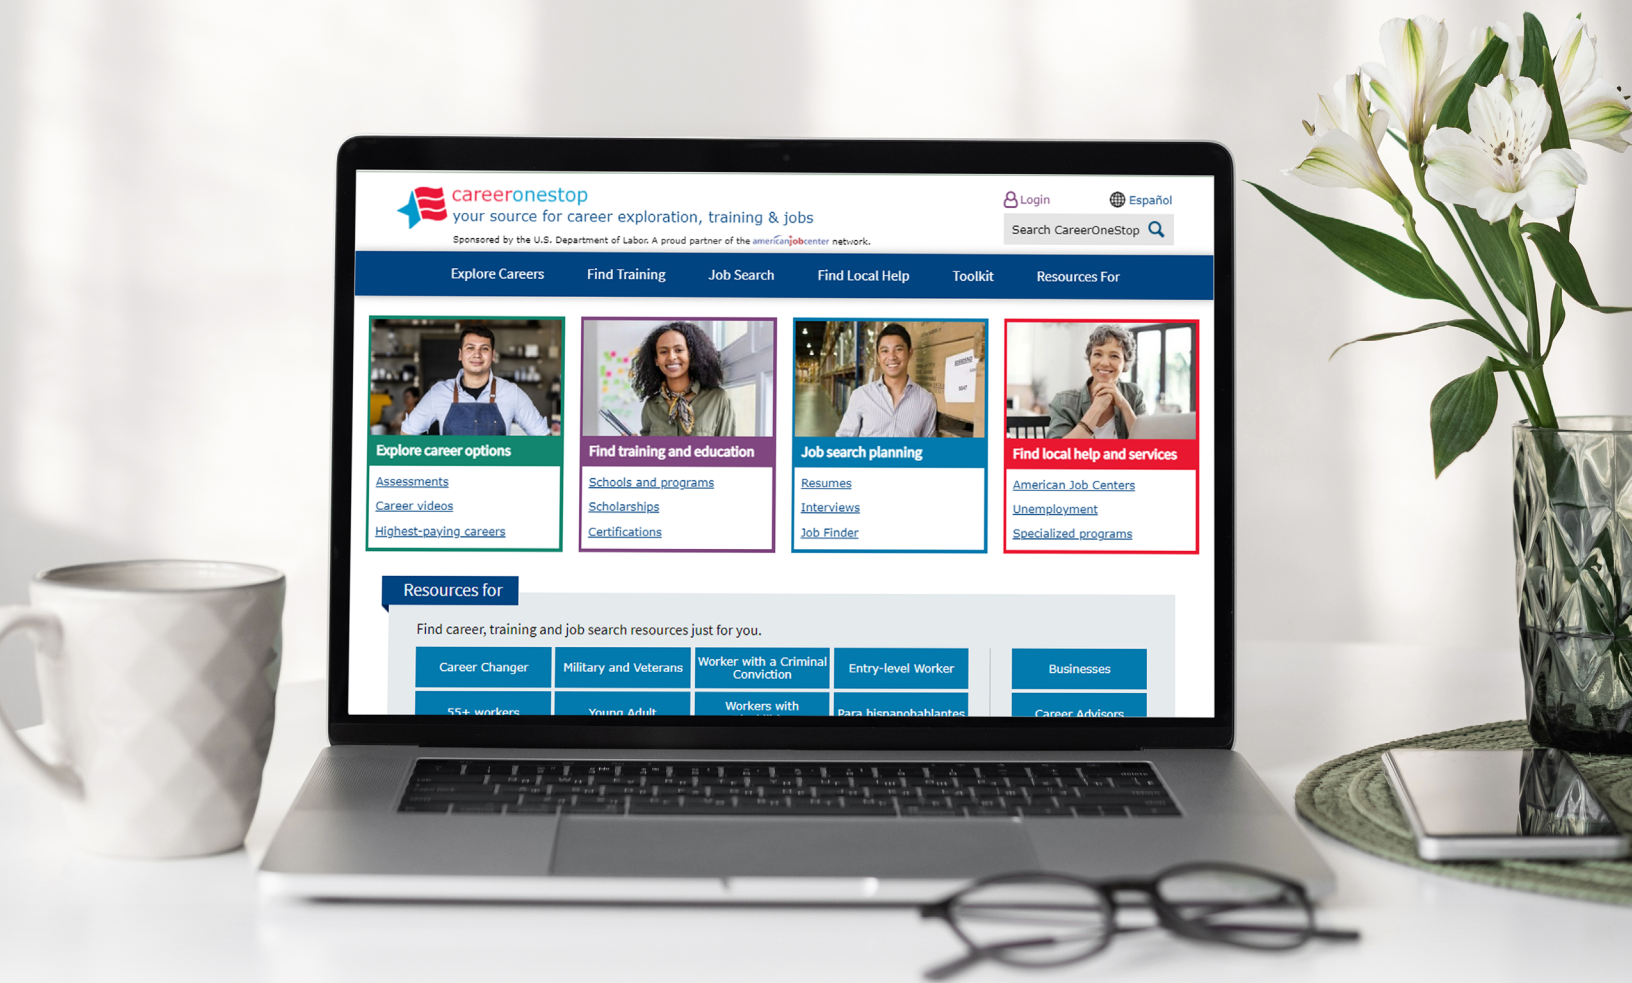 careeronestop
your source for career exploration, training & jobs
Sponsored by the U.S. Department of Labor. A proud partner of the americanjobcenter network.
Login
Español
Search CareerOneStop
Explore Careers
Find Training
Job Search
Find Local Help
Toolkit
Resources For
Explore career options
Assessments
Career videos
Highest-paying careers
Find training and education
Schools and programs
Scholarships
Certifications
Job search planning
Resumes
Interviews
Job Finder
Find local help and services
American Job Centers
Unemployment
Specialized programs
Resources for
Find career, training and job search resources just for you.
Career Changer
Military and Veterans
Worker with a Criminal
Conviction
Entry-level Worker
Businesses
55+ workers
Young Adult
Workers with
Para hispanohablantes
Career Advisors